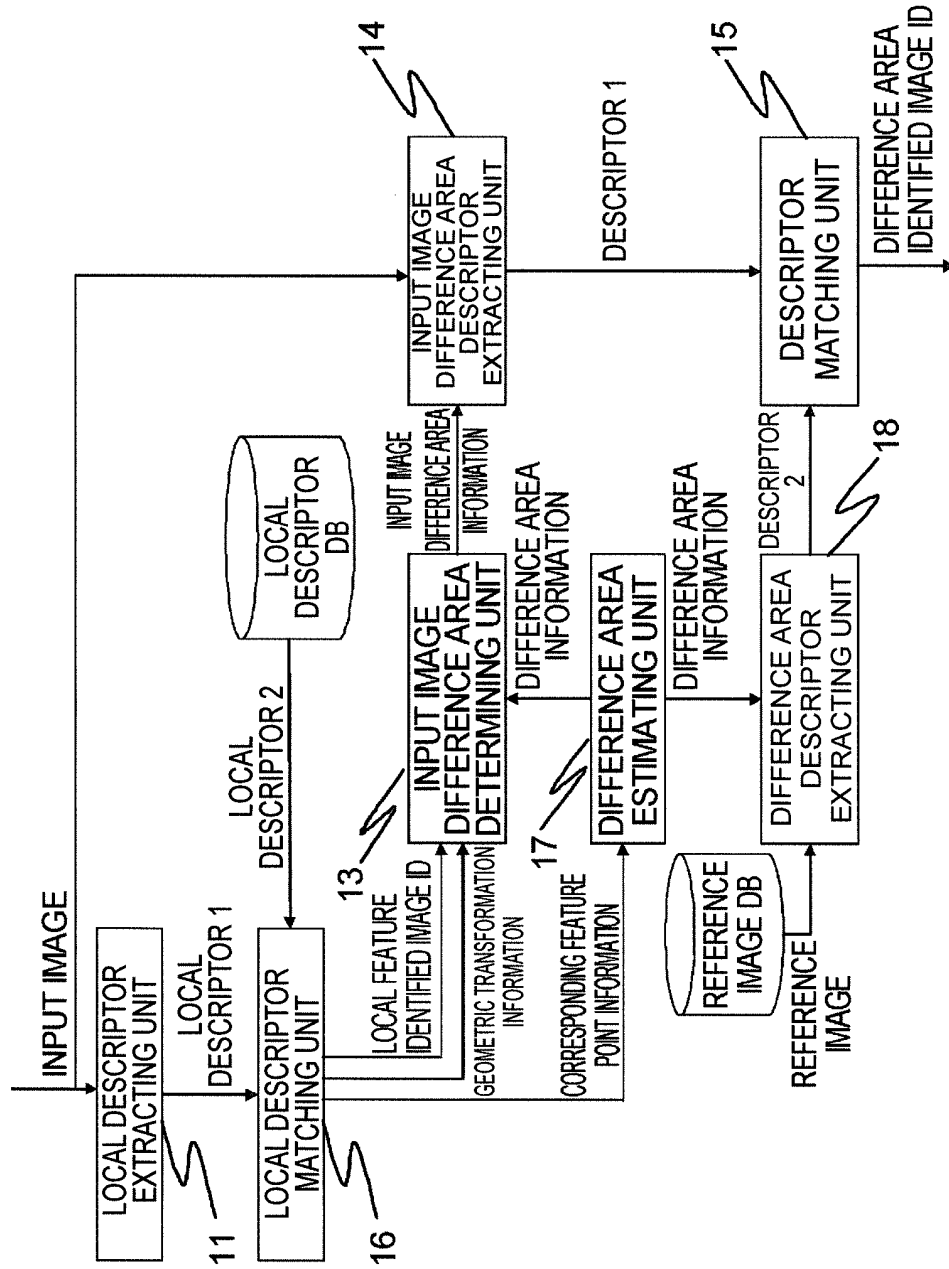 INPUT IMAGE
LOCAL DESCRIPTOR
EXTRACTING UNIT
11
LOCAL
DESCRIPTOR 1
LOCAL DESCRIPTOR
MATCHING UNIT
16
LOCAL
DESCRIPTOR 2
LOCAL
DESCRIPTOR
DB
LOCAL FEATURE
IDENTIFIED IMAGE ID
GEOMETRIC TRANSFORMATION
INFORMATION
CORRESPONDING FEATURE
POINT INFORMATION
13
INPUT IMAGE
DIFFERENCE AREA
DETERMINING UNIT
INPUT IMAGE
DIFFERENCE AREA
INFORMATION
14
INPUT IMAGE
DIFFERENCE AREA
DESCRIPTOR
EXTRACTING UNIT
DIFFERENCE AREA
INFORMATION
17
DIFFERENCE AREA
ESTIMATING UNIT
DIFFERENCE AREA
INFORMATION
DESCRIPTOR 1
REFERENCE
IMAGE DB
REFERENCE
IMAGE
DIFFERENCE AREA
DESCRIPTOR
EXTRACTING UNIT
18
DESCRIPTOR
2
DESCRIPTOR
MATCHING UNIT
15
DIFFERENCE AREA
IDENTIFIED IMAGE ID